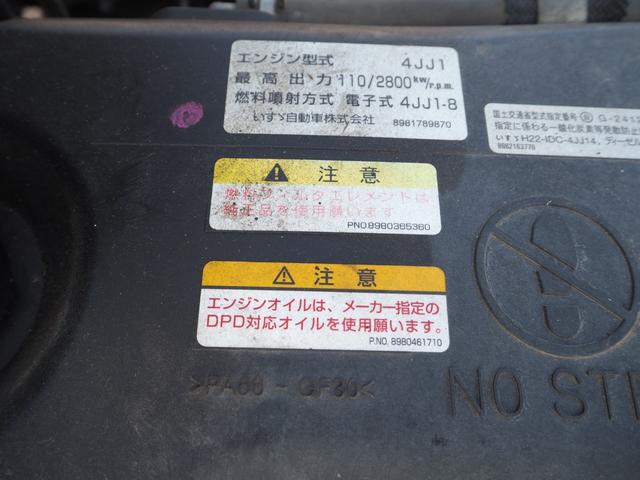 エンジン型式 4JJ1
最高出力 110/2800kw/r.p.m.
燃料噴射方式 電子式 4JJ1-8
いすゞ自動車株式会社 8981789870
国土交通省型式指定番号 G-2412
指定に係わる一酸化炭素等発散防止
いすゞH22-IDC-4JJ14, ディーゼル
8982163770
注意
燃料フィルタエレメントは
純正品を使用願います
PNO.8980365360
注意
エンジンオイルは、メーカー指定の
DPD対応オイルを使用願います。
P.NO. 8980461710
>PA66-GF30<
NO STE